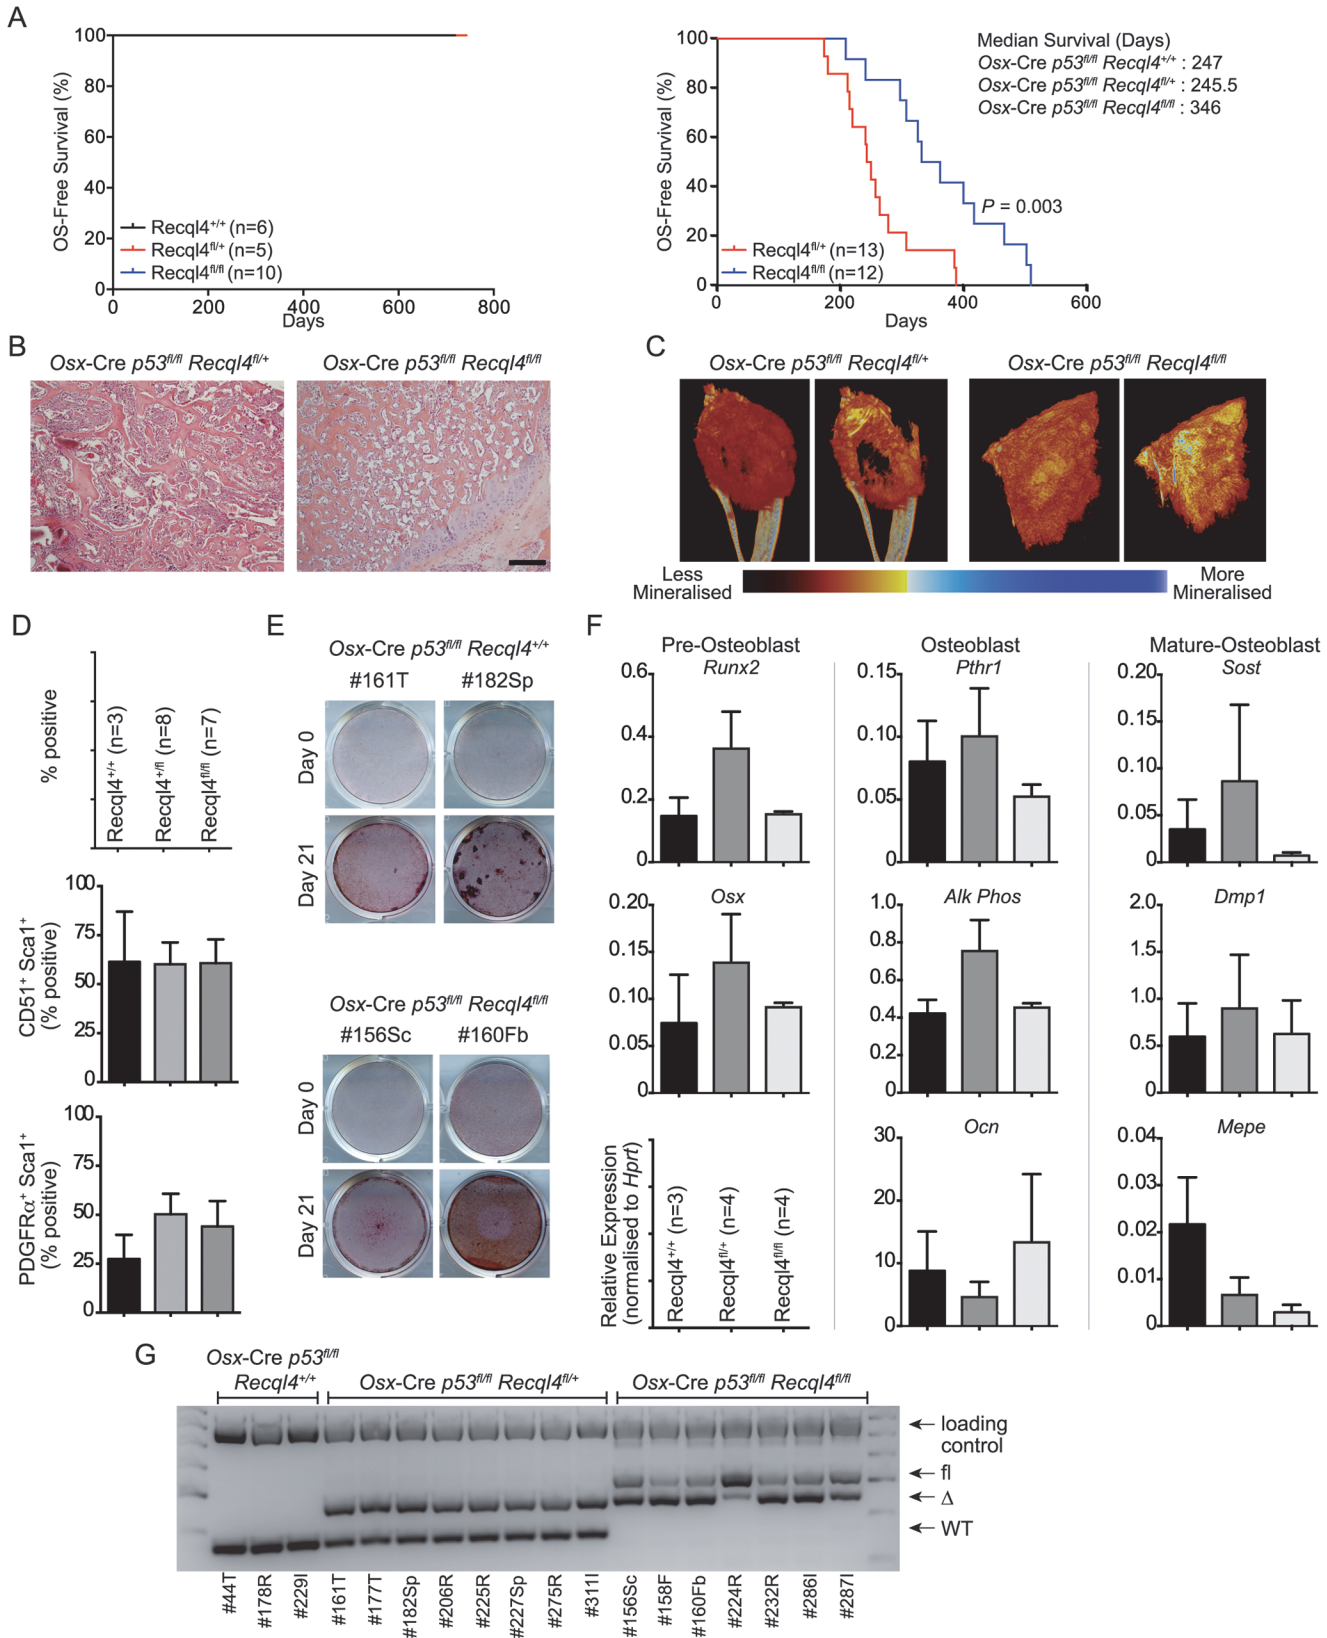 A
100
80
60
40
20
0
OS-Free Survival (%)
Recql4+/+ (n=6)
Recql4fl/+ (n=5)
Recql4fl/fl (n=10)
0 200 400 600 800
Days
100
80
60
40
20
0
OS-Free Survival (%)
Median Survival (Days)
Osx-Cre p53fl/fl Recql4+/+ : 247
Osx-Cre p53fl/fl Recql4fl/+ : 245.5
Osx-Cre p53fl/fl Recql4fl/fl : 346
P = 0.003
Recql4fl/+ (n=13)
Recql4fl/fl (n=12)
0 200 400 600
Days
B
Osx-Cre p53fl/fl Recql4fl/+
Osx-Cre p53fl/fl Recql4fl/fl
C
Osx-Cre p53fl/fl Recql4fl/+
Osx-Cre p53fl/fl Recql4fl/fl
Less
Mineralised
More
Mineralised
D
% positive
Recql4+/+ (n=3)
Recql4+/fl (n=8)
Recql4fl/fl (n=7)
100
75
50
25
0
CD51+ Sca1+
(% positive)
100
75
50
25
0
PDGFRα+ Sca1+
(% positive)
E
Osx-Cre p53fl/fl Recql4+/+
#161T #182Sp
Day 0
Day 21
Osx-Cre p53fl/fl Recql4fl/fl
#156Sc #160Fb
Day 0
Day 21
F
Pre-Osteoblast
Runx2
0.6
0.4
0.2
0
Osx
0.20
0.15
0.10
0.05
0
Relative Expression
(normalised to Hprt)
Recql4+/+ (n=3)
Recql4fl/+ (n=4)
Recql4fl/fl (n=4)
Osteoblast
Pthr1
0.15
0.10
0.05
0
Alk Phos
1.0
0.8
0.6
0.4
0.2
0
Ocn
30
20
10
0
Mature-Osteoblast
Sost
0.20
0.15
0.10
0.05
0
Dmp1
2.0
1.5
1.0
0.5
0
Mepe
0.04
0.03
0.02
0.01
0
G
Osx-Cre p53fl/fl
Recql4+/+
Osx-Cre p53fl/fl Recql4fl/+
Osx-Cre p53fl/fl Recql4fl/fl
loading
control
fl
Δ
WT
#44T
#178R
#229I
#161T
#177T
#182Sp
#206R
#225R
#227Sp
#275R
#311I
#156Sc
#158F
#160Fb
#224R
#232R
#286I
#287I